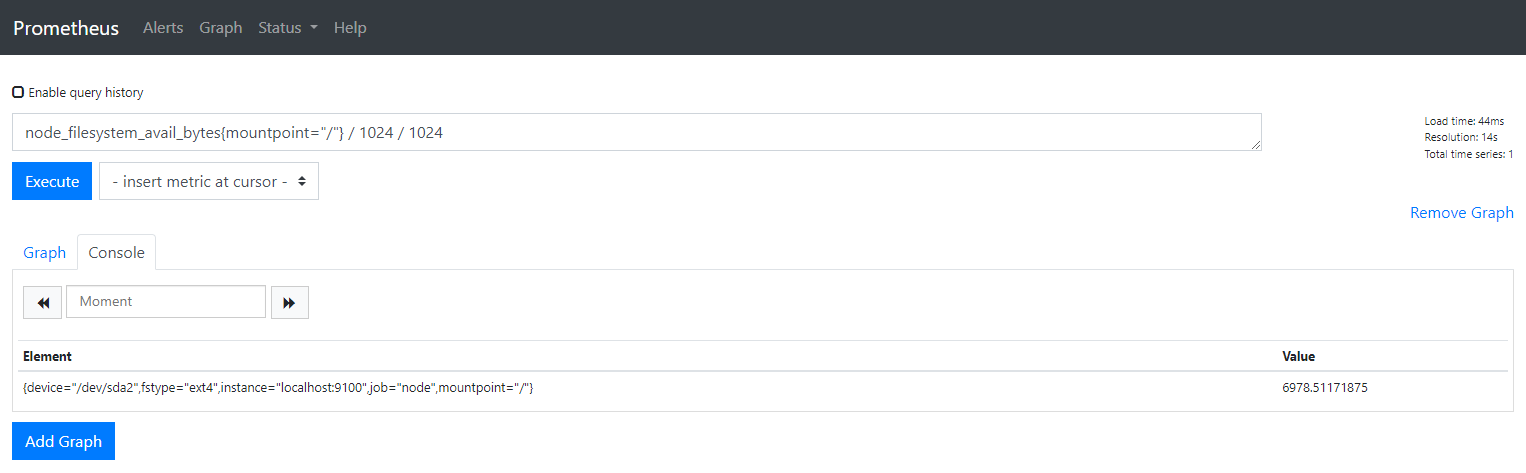 Prometheus Alerts Graph Status Help
Enable query history
node_filesystem_avail_bytes{mountpoint="/"} / 1024 / 1024
Load time: 44ms
Resolution: 14s
Total time series: 1
Execute - insert metric at cursor -
Remove Graph
Graph Console
Moment
Element Value
{device="/dev/sda2",fstype="ext4",instance="localhost:9100",job="node",mountpoint="/"} 6978.51171875
Add Graph